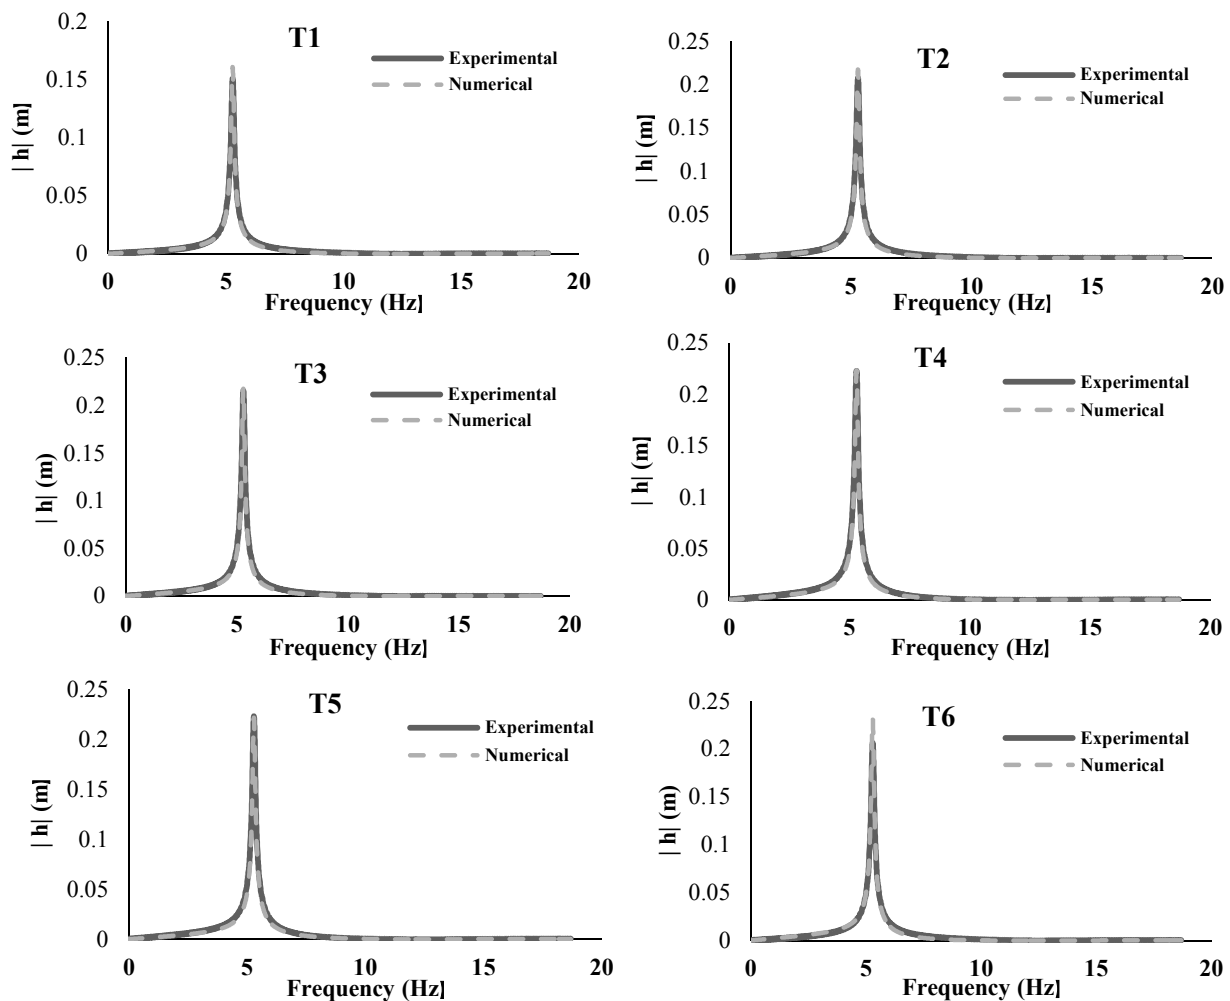 T1
Experimental
Numerical
| h| (m]
0.2
0.15
0.1
0.05
0
0
5
10
15
20
Frequency (Hz]
T2
Experimental
Numerical
| h| (m]
0.25
0.2
0.15
0.1
0.05
0
0
5
10
15
20
Frequency (Hz]
T3
Experimental
Numerical
| h| (m)
0.25
0.2
0.15
0.1
0.05
0
0
5
10
15
20
Frequency (Hz]
T4
Experimental
Numerical
| h| (m]
0.25
0.2
0.15
0.1
0.05
0
0
5
10
15
20
Frequency (Hz]
T5
Experimental
Numerical
| h| (m]
0.25
0.2
0.15
0.1
0.05
0
0
5
10
15
20
Frequency (Hz]
T6
Experimental
Numerical
| h| (m)
0.25
0.2
0.15
0.1
0.05
0
0
5
10
15
20
Frequency (Hz]